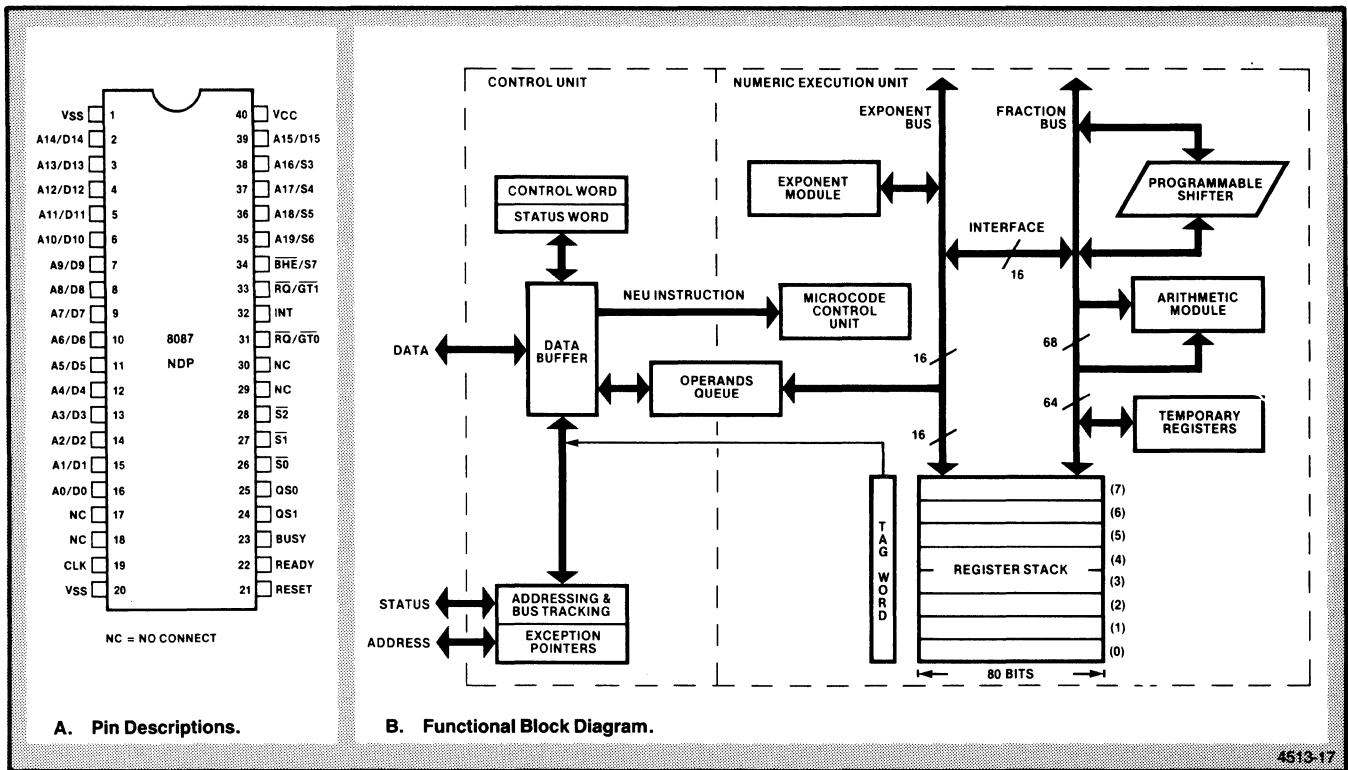 VSS 1 40 VCC
A14/D14 2 39 A15/D15
A13/D13 3 38 A16/S3
A12/D12 4 37 A17/S4
A11/D11 5 36 A18/S5
A10/D10 6 35 A19/S6
A9/D9 7 34 B̅H̅E̅/S7
A8/D8 8 33 R̅Q̅/G̅T̅1
A7/D7 9 32 INT
A6/D6 10 8087 31 R̅Q̅/G̅T̅0
A5/D5 11 NDP 30 NC
A4/D4 12 29 NC
A3/D3 13 28 S̅2̅
A2/D2 14 27 S̅1̅
A1/D1 15 26 S̅0̅
A0/D0 16 25 QS0
NC 17 24 QS1
NC 18 23 BUSY
CLK 19 22 READY
VSS 20 21 RESET
NC = NO CONNECT
A. Pin Descriptions.
CONTROL UNIT
NUMERIC EXECUTION UNIT
EXPONENT
BUS
FRACTION
BUS
CONTROL WORD
STATUS WORD
EXPONENT
MODULE
PROGRAMMABLE
SHIFTER
INTERFACE
16
NEU INSTRUCTION
MICROCODE
CONTROL
UNIT
ARITHMETIC
MODULE
DATA
DATA
BUFFER
OPERANDS
QUEUE
16
68
64
16
TEMPORARY
REGISTERS
TAG WORD
REGISTER STACK
(7)
(6)
(5)
(4)
(3)
(2)
(1)
(0)
80 BITS
STATUS
ADDRESS
ADDRESSING &
BUS TRACKING
EXCEPTION
POINTERS
B. Functional Block Diagram.
4513-17